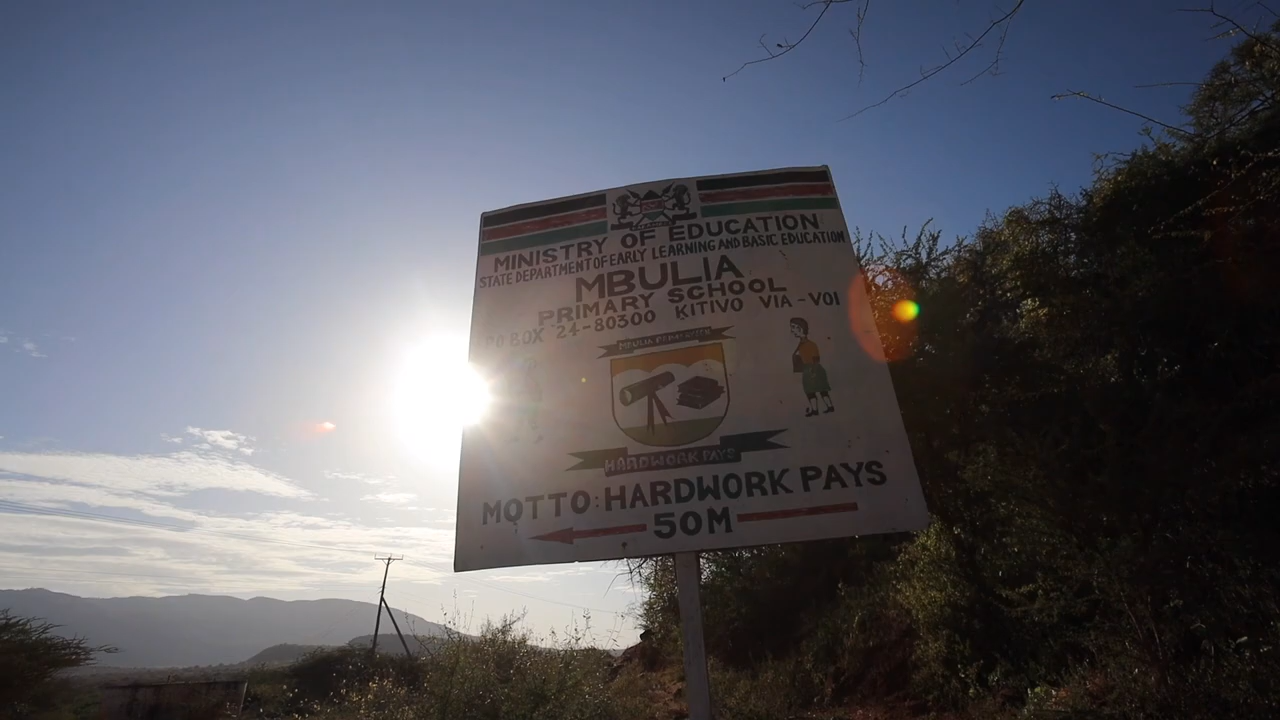 MINISTRY OF EDUCATION
STATE DEPARTMENT OF EARLY LEARNING AND BASIC EDUCATION
MBULIA
PRIMARY SCHOOL
PO BOX 24-80300 KITIVO VIA-VOI
MBULIA
HARDWORK PAYS
MOTTO: HARDWORK PAYS
50M